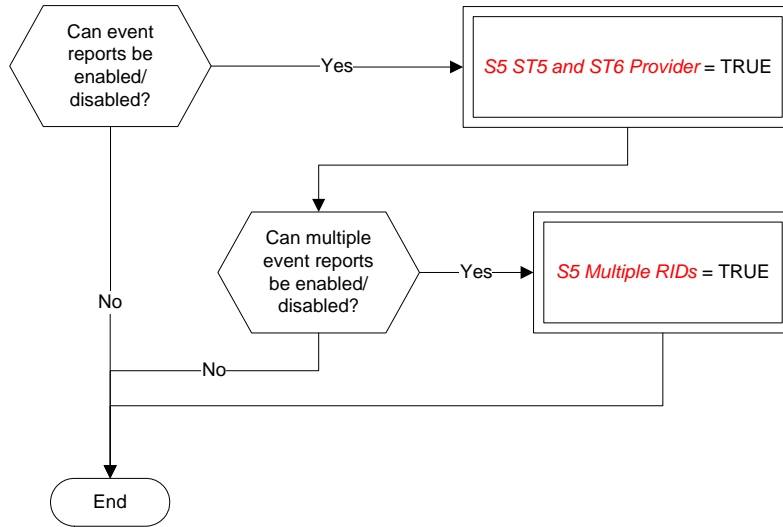 Can event
reports be
enabled/
disabled?
Yes
S5 ST5 and ST6 Provider = TRUE
Can multiple
event reports
be enabled/
disabled?
Yes
S5 Multiple RIDs = TRUE
No
No
End